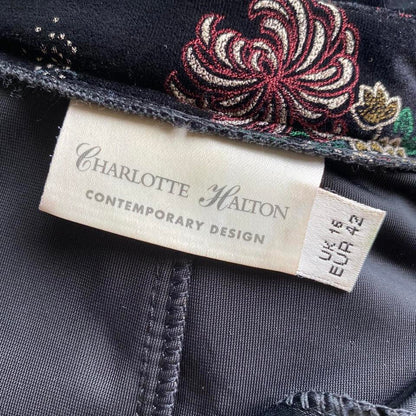 CHARLOTTE HALTON
CONTEMPORARY DESIGN
UK 16
EUR 42